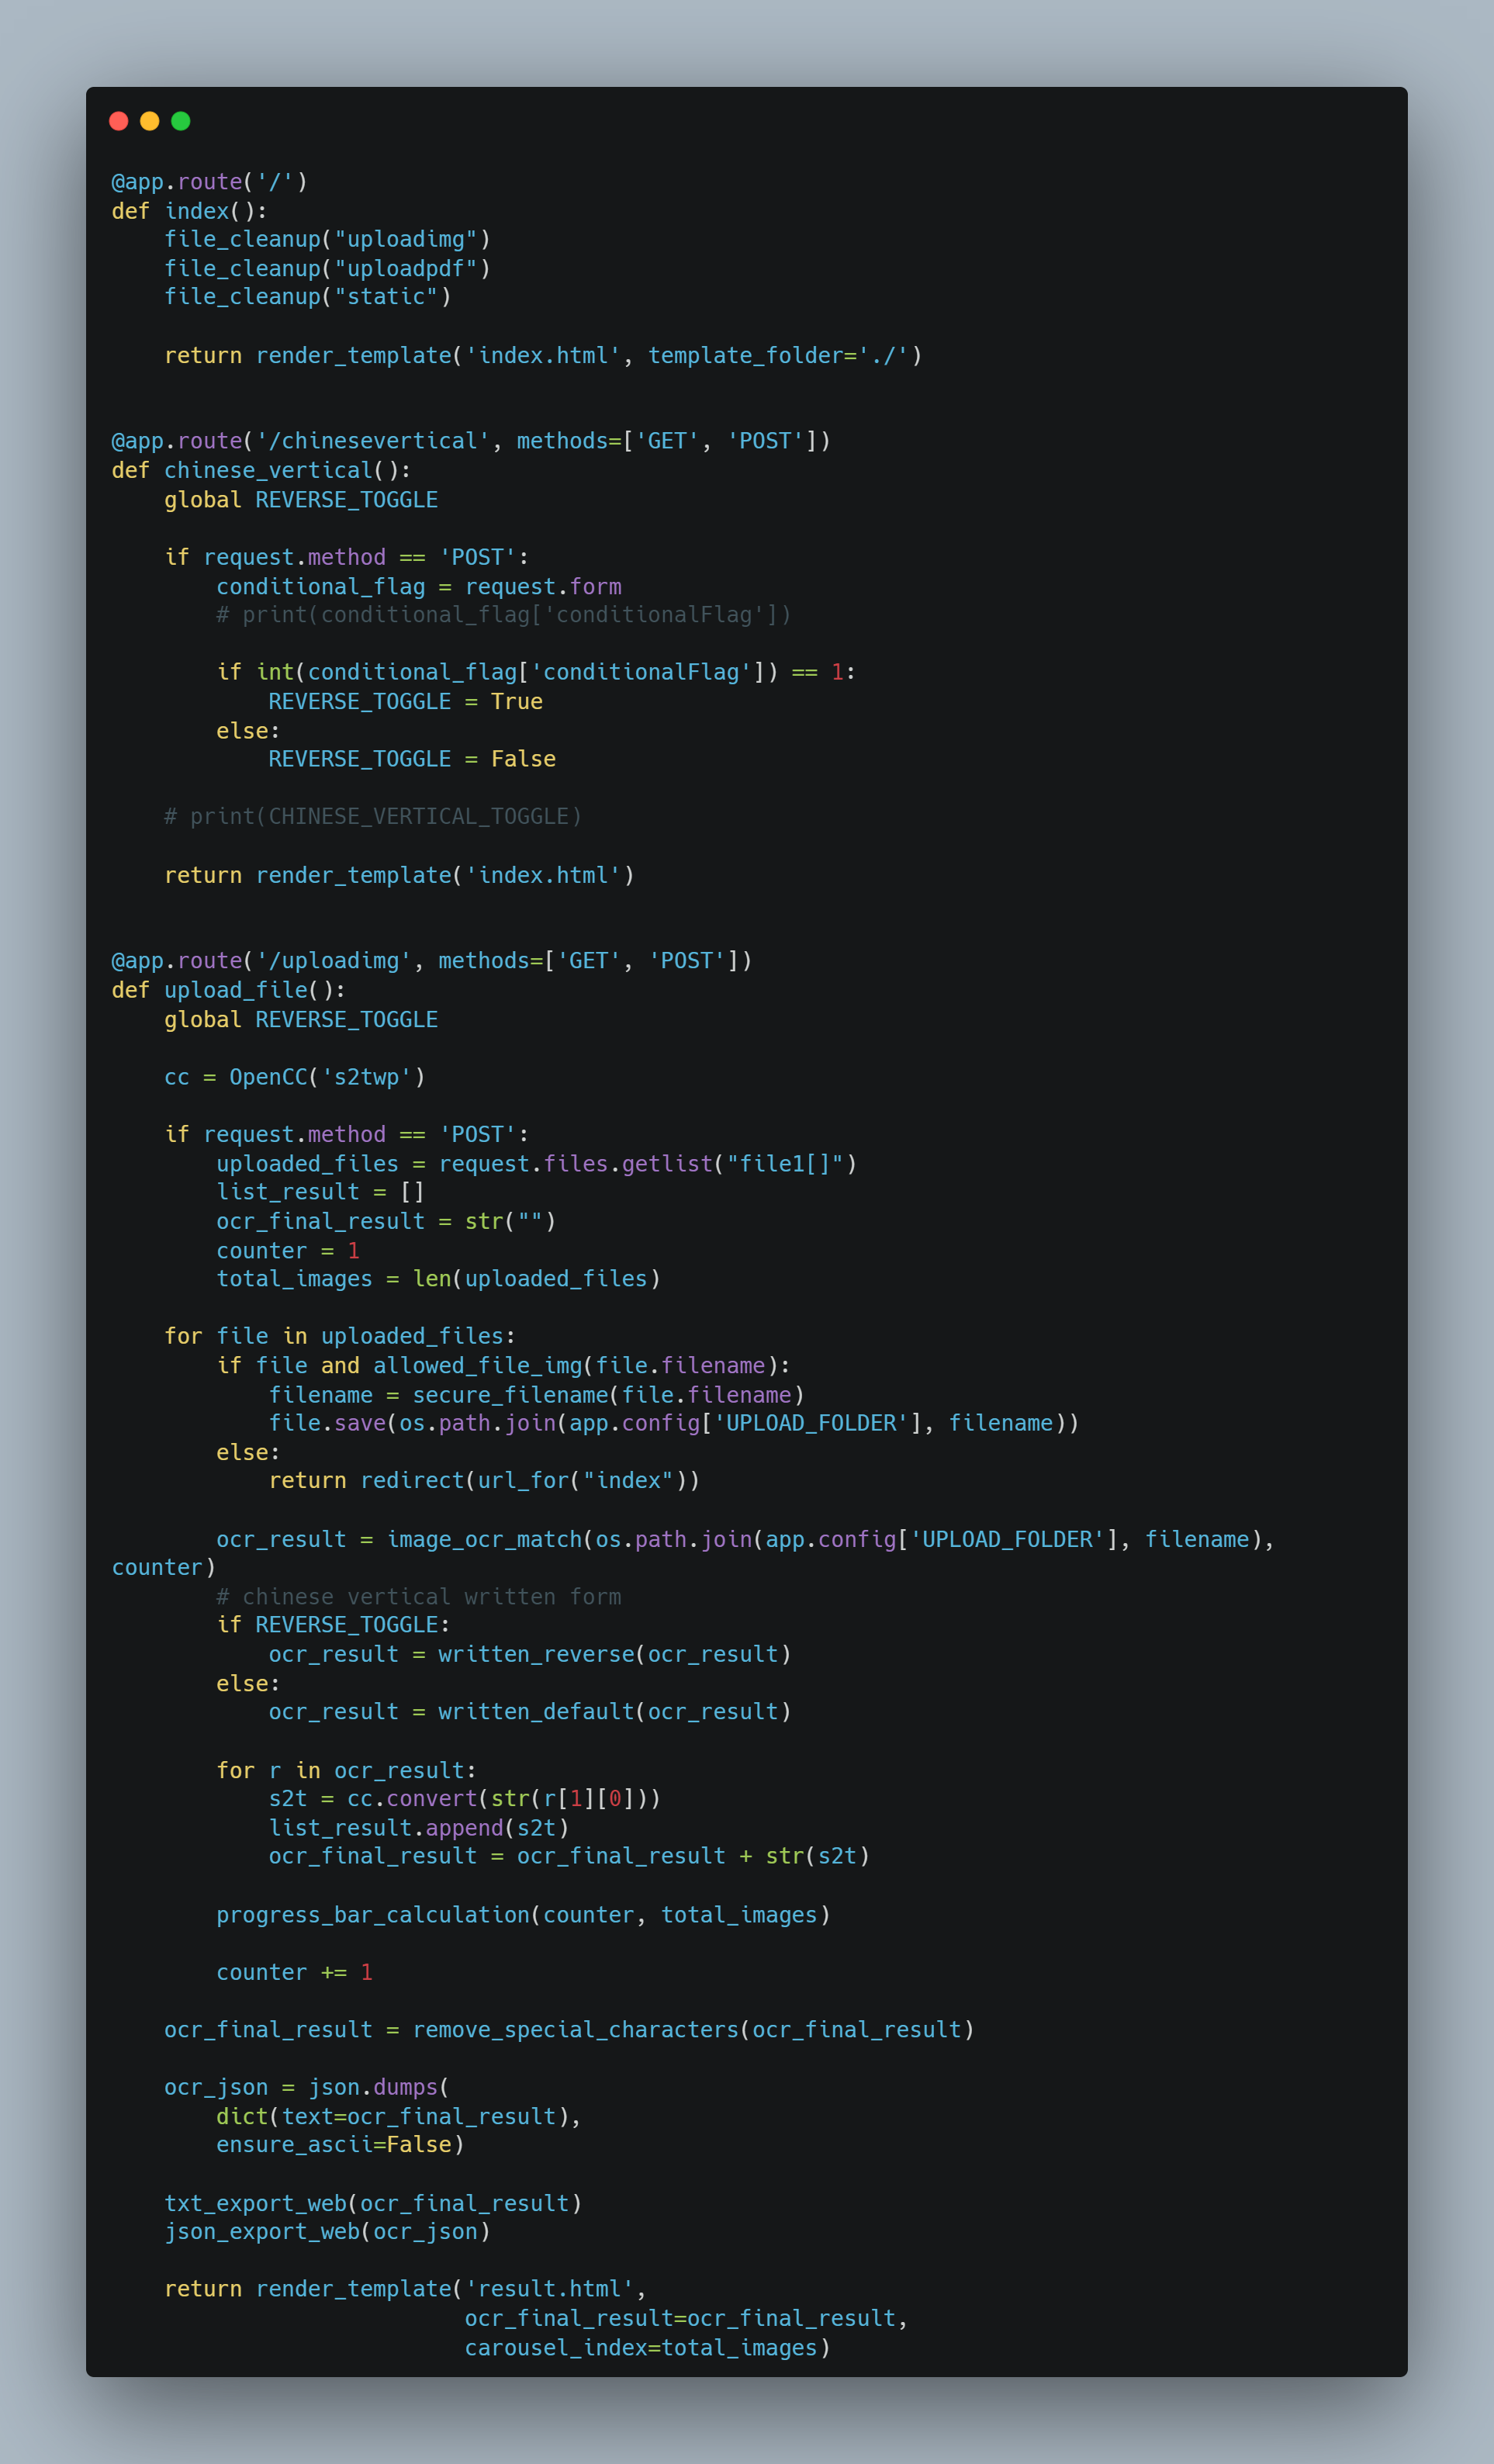 @app.route('/')
def index():
    file_cleanup("uploadimg")
    file_cleanup("uploadpdf")
    file_cleanup("static")

    return render_template('index.html', template_folder='./')


@app.route('/chinesevertical', methods=['GET', 'POST'])
def chinese_vertical():
    global REVERSE_TOGGLE

    if request.method == 'POST':
        conditional_flag = request.form
        # print(conditional_flag['conditionalFlag'])

        if int(conditional_flag['conditionalFlag']) == 1:
            REVERSE_TOGGLE = True
        else:
            REVERSE_TOGGLE = False

    # print(CHINESE_VERTICAL_TOGGLE)

    return render_template('index.html')


@app.route('/uploadimg', methods=['GET', 'POST'])
def upload_file():
    global REVERSE_TOGGLE

    cc = OpenCC('s2twp')

    if request.method == 'POST':
        uploaded_files = request.files.getlist("file1[]")
        list_result = []
        ocr_final_result = str("")
        counter = 1
        total_images = len(uploaded_files)

    for file in uploaded_files:
        if file and allowed_file_img(file.filename):
            filename = secure_filename(file.filename)
            file.save(os.path.join(app.config['UPLOAD_FOLDER'], filename))
        else:
            return redirect(url_for("index"))

        ocr_result = image_ocr_match(os.path.join(app.config['UPLOAD_FOLDER'], filename),
counter)
        # chinese vertical written form
        if REVERSE_TOGGLE:
            ocr_result = written_reverse(ocr_result)
        else:
            ocr_result = written_default(ocr_result)

        for r in ocr_result:
            s2t = cc.convert(str(r[1][0]))
            list_result.append(s2t)
            ocr_final_result = ocr_final_result + str(s2t)

        progress_bar_calculation(counter, total_images)

        counter += 1

    ocr_final_result = remove_special_characters(ocr_final_result)

    ocr_json = json.dumps(
        dict(text=ocr_final_result),
        ensure_ascii=False)

    txt_export_web(ocr_final_result)
    json_export_web(ocr_json)

    return render_template('result.html',
                           ocr_final_result=ocr_final_result,
                           carousel_index=total_images)